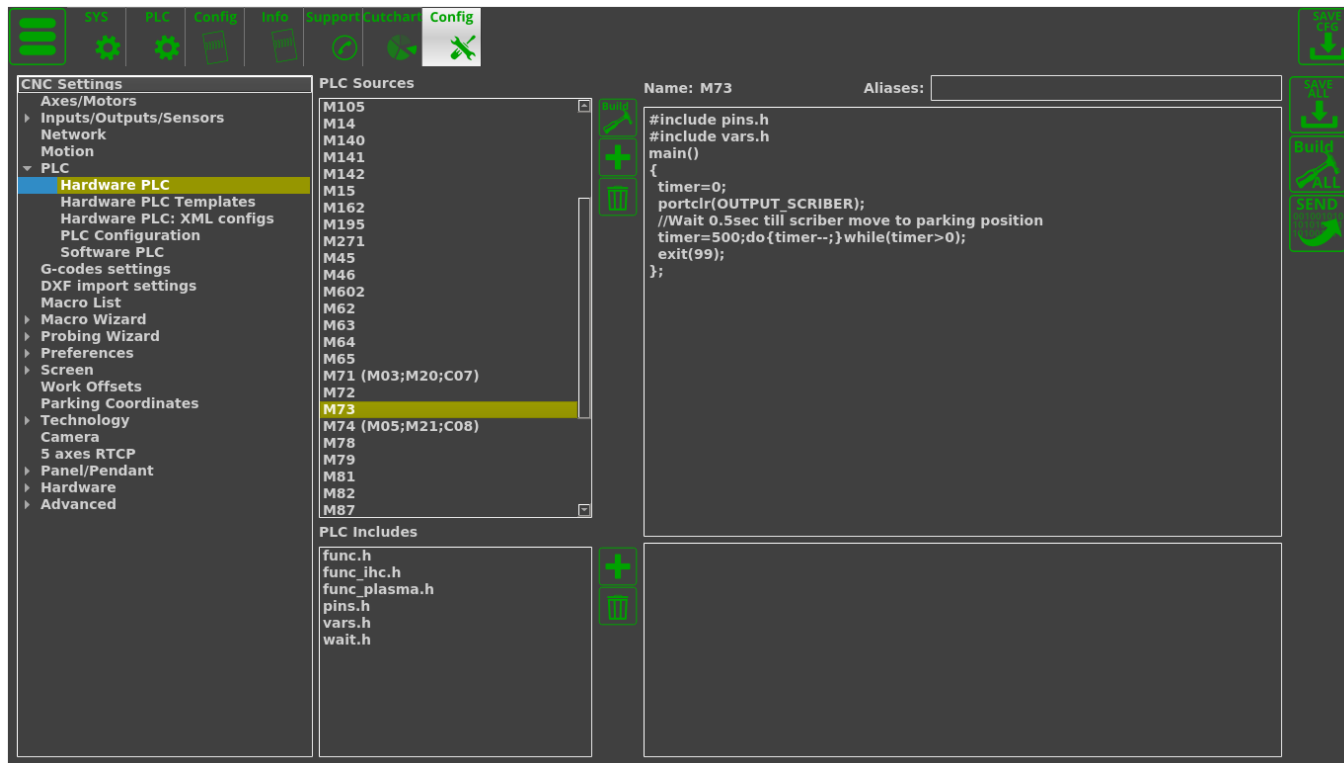 SYS
PLC
Config
Info
Support
Cutchart
Config
SAVE
CFG
CNC Settings
Axes/Motors
Inputs/Outputs/Sensors
Network
Motion
PLC
Hardware PLC
Hardware PLC Templates
Hardware PLC: XML configs
PLC Configuration
Software PLC
G-codes settings
DXF import settings
Macro List
Macro Wizard
Probing Wizard
Preferences
Screen
Work Offsets
Parking Coordinates
Technology
Camera
5 axes RTCP
Panel/Pendant
Hardware
Advanced
PLC Sources
M105
M14
M140
M141
M142
M15
M162
M195
M271
M45
M46
M602
M62
M63
M64
M65
M71 (M03;M20;C07)
M72
M73
M74 (M05;M21;C08)
M78
M79
M81
M82
M87
Build
PLC Includes
func.h
func_ihc.h
func_plasma.h
pins.h
vars.h
wait.h
Name: M73
Aliases:
#include pins.h
#include vars.h
main()
{
timer=0;
portclr(OUTPUT_SCRIBER);
//Wait 0.5sec till scriber move to parking position
timer=500;do{timer--;}while(timer>0);
exit(99);
};
SAVE
ALL
Build
ALL
SEND